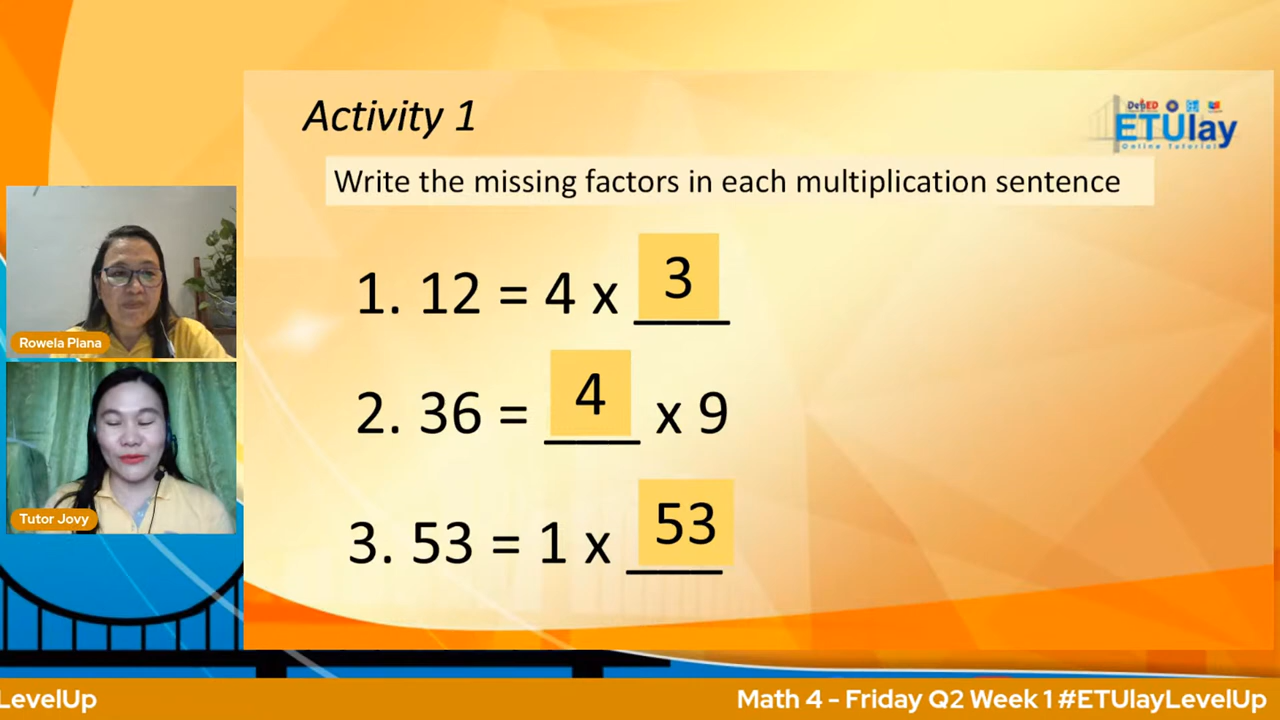 Activity 1
DepED
ETUlay
Online Tutorial
Write the missing factors in each multiplication sentence
1. 12 = 4 x 3
2. 36 = 4 x 9
3. 53 = 1 x 53
Rowela Plana
Tutor Jovy
LevelUp
Math 4 - Friday Q2 Week 1 #ETUlayLevelUp